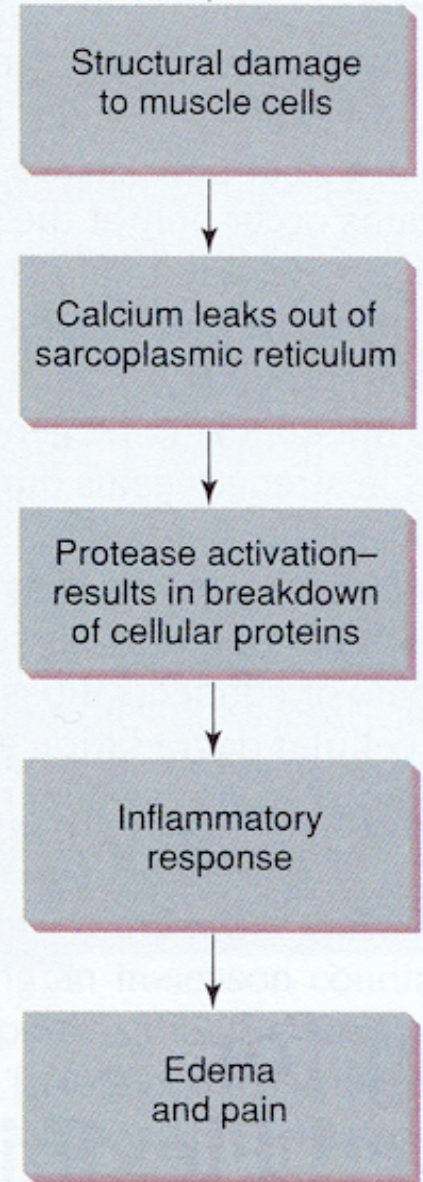 Structural damage
to muscle cells
Calcium leaks out of
sarcoplasmic reticulum
Protease activation–
results in breakdown
of cellular proteins
Inflammatory
response
Edema
and pain